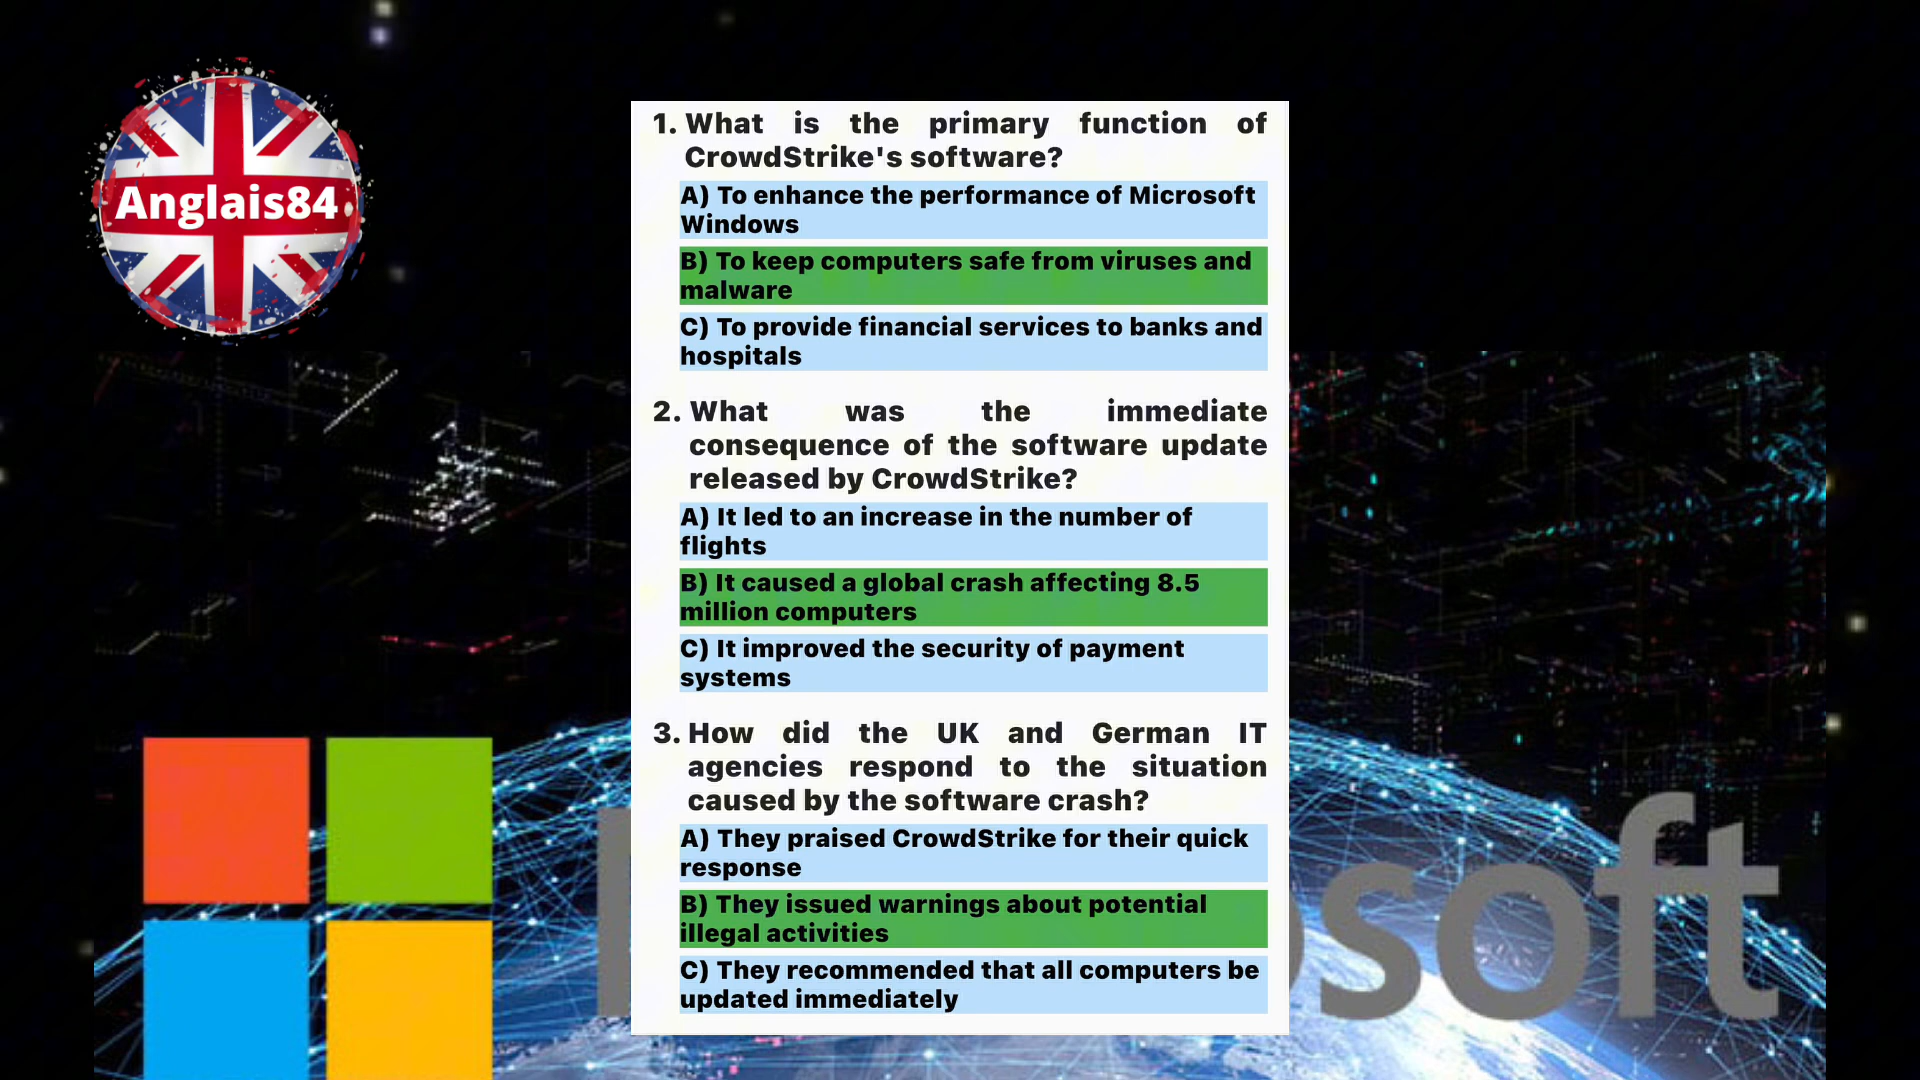 Anglais84
1. What is the primary function of
CrowdStrike's software?
A) To enhance the performance of Microsoft
Windows
B) To keep computers safe from viruses and
malware
C) To provide financial services to banks and
hospitals
2. What was the immediate
consequence of the software update
released by CrowdStrike?
A) It led to an increase in the number of
flights
B) It caused a global crash affecting 8.5
million computers
C) It improved the security of payment
systems
3. How did the UK and German IT
agencies respond to the situation
caused by the software crash?
A) They praised CrowdStrike for their quick
response
B) They issued warnings about potential
illegal activities
C) They recommended that all computers be
updated immediately
osoft